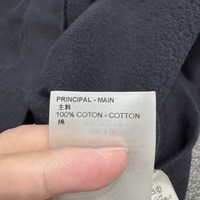 PRINCIPAL - MAIN
主料
100% COTON - COTTON
棉